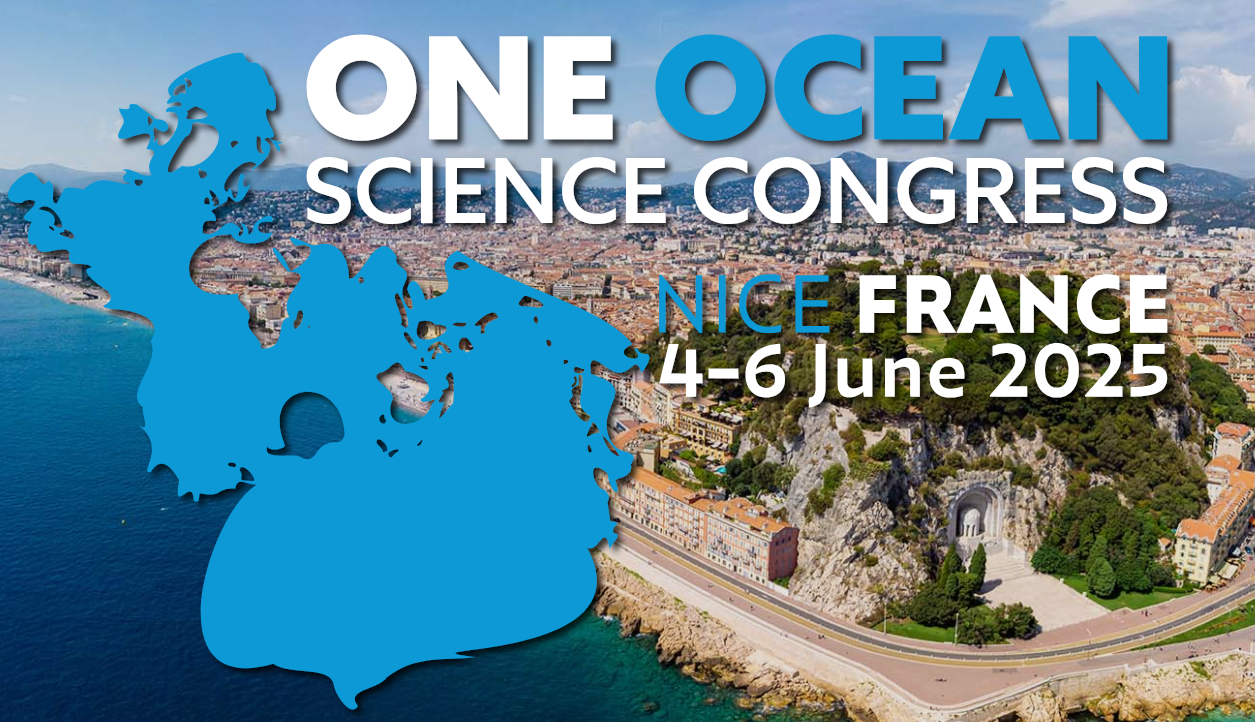 ONE OCEAN
SCIENCE CONGRESS
NICE FRANCE
4-6 June 2025